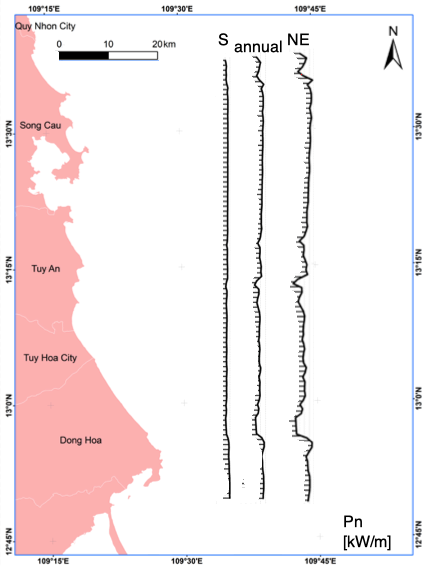 109°15'E 109°30'E 109°45'E
Quy Nhon City
0 10 20 km
S annual NE
N
Song Cau
13°30'N 13°30'N
Tuy An
13°15'N 13°15'N
Tuy Hoa City
13°0'N 13°0'N
Dong Hoa
Pn
[kW/m]
12°45'N 12°45'N
109°15'E 109°30'E 109°45'E